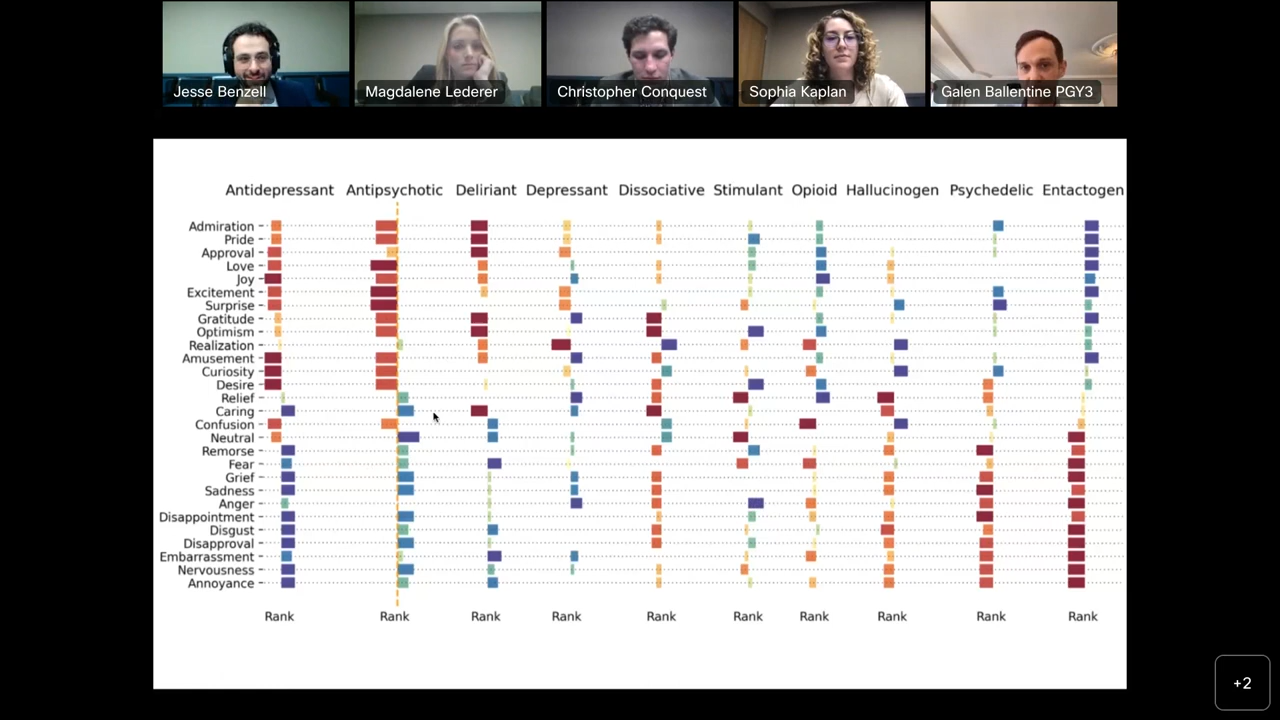 Jesse Benzell
Magdalene Lederer
Christopher Conquest
Sophia Kaplan
Galen Ballentine PGY3
Antidepressant Antipsychotic Deliriant Depressant Dissociative Stimulant Opioid Hallucinogen Psychedelic Entactogen
Admiration
Pride
Approval
Love
Joy
Excitement
Surprise
Gratitude
Optimism
Realization
Amusement
Curiosity
Desire
Relief
Caring
Confusion
Neutral
Remorse
Fear
Grief
Sadness
Anger
Disappointment
Disgust
Disapproval
Embarrassment
Nervousness
Annoyance
Rank Rank Rank Rank Rank Rank Rank Rank Rank Rank
+2